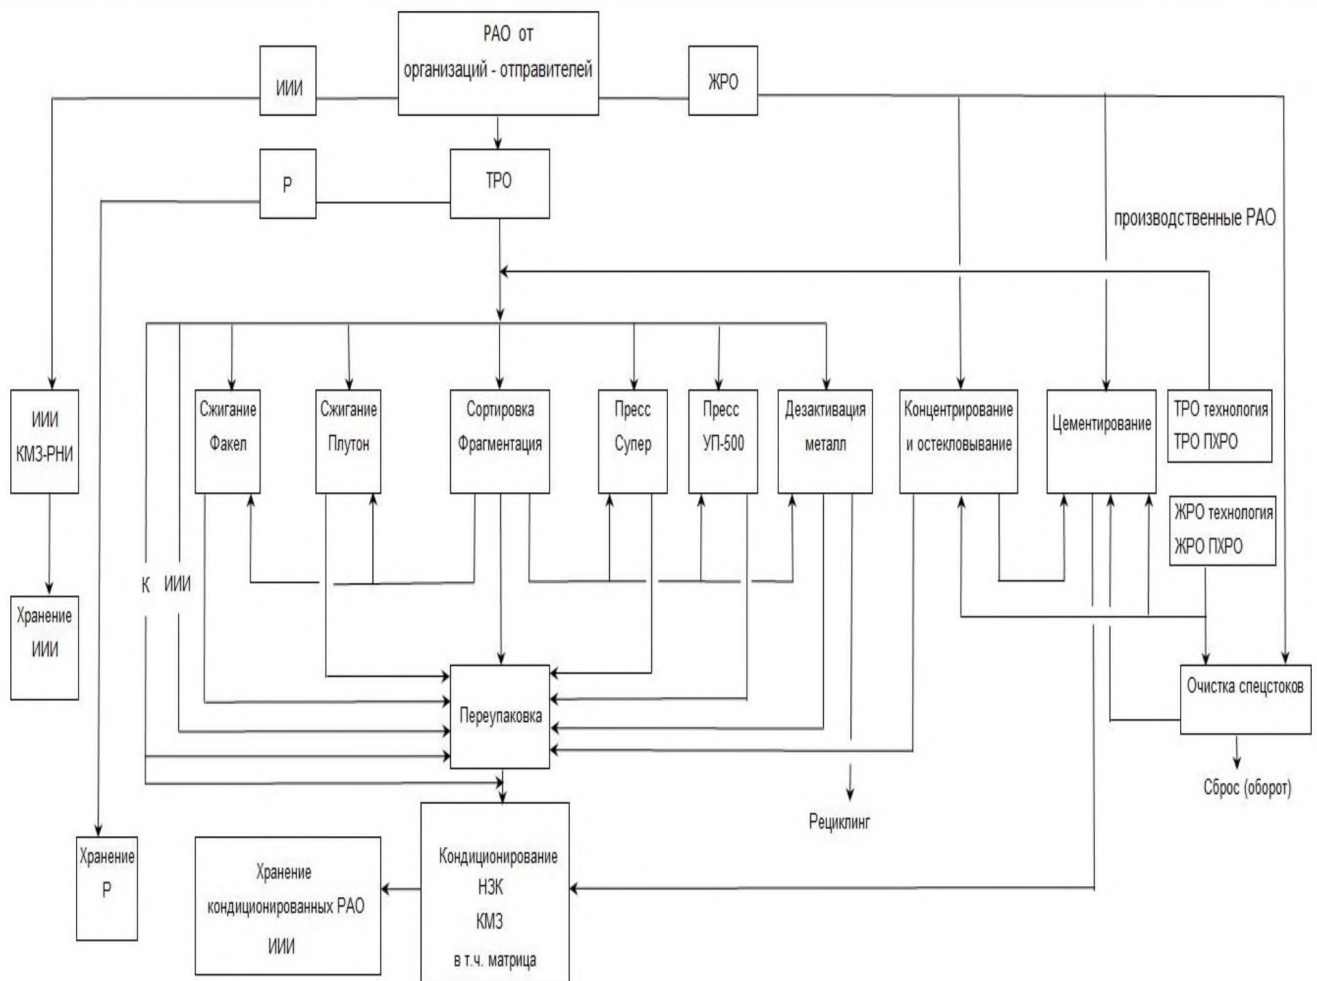 РАО от
организаций - отправителей
ИИИ
ЖРО
Р
ТРО
производственные РАО
ИИИ
КМЗ-РНИ
Сжигание
Факел
Сжигание
Плутон
Сортировка
Фрагментация
Пресс
Супер
Пресс
УП-500
Дезактивация
металл
Концентрирование
и остекловывание
Цементирование
ТРО технология
ТРО ПХРО
ЖРО технология
ЖРО ПХРО
К
ИИИ
Хранение
ИИИ
Переупаковка
Очистка спецстоков
Сброс (оборот)
Рециклинг
Хранение
Р
Хранение
кондиционированных РАО
ИИИ
Кондиционирование
НЗК
КМЗ
в т.ч. матрица